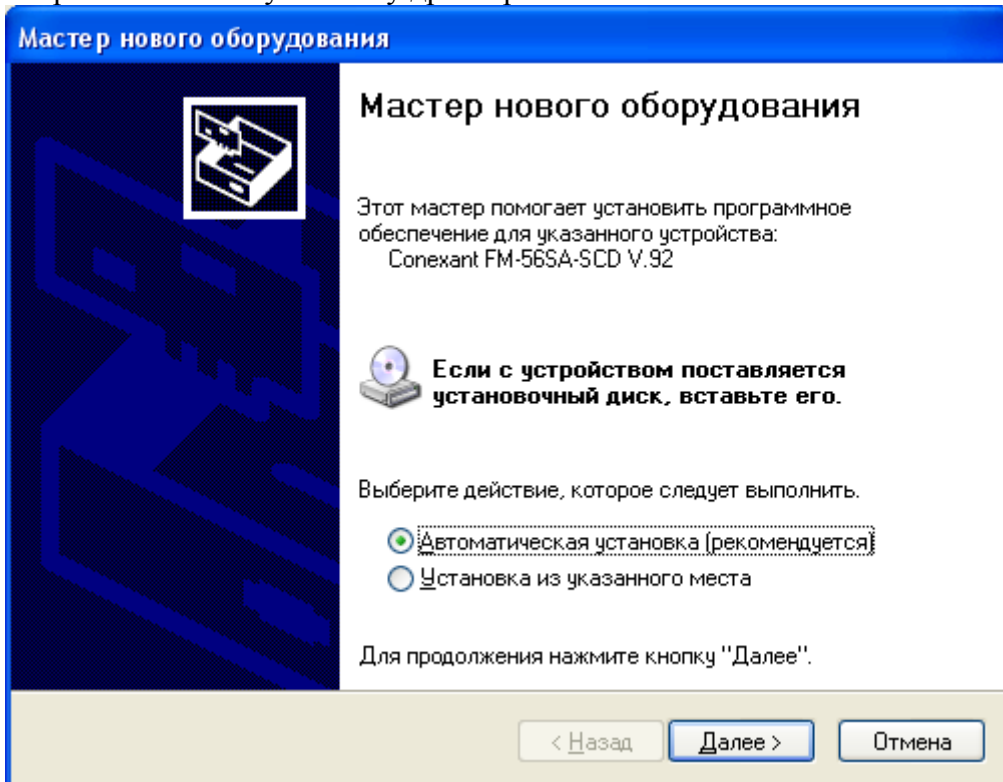 Мастер нового оборудования
Мастер нового оборудования
Этот мастер помогает установить программное
обеспечение для указанного устройства:
Conexant FM-56SA-SCD V.92
Если с устройством поставляется
установочный диск, вставьте его.
Выберите действие, которое следует выполнить.
Автоматическая установка (рекомендуется)
Установка из указанного места
Для продолжения нажмите кнопку "Далее".
< Назад Далее > Отмена